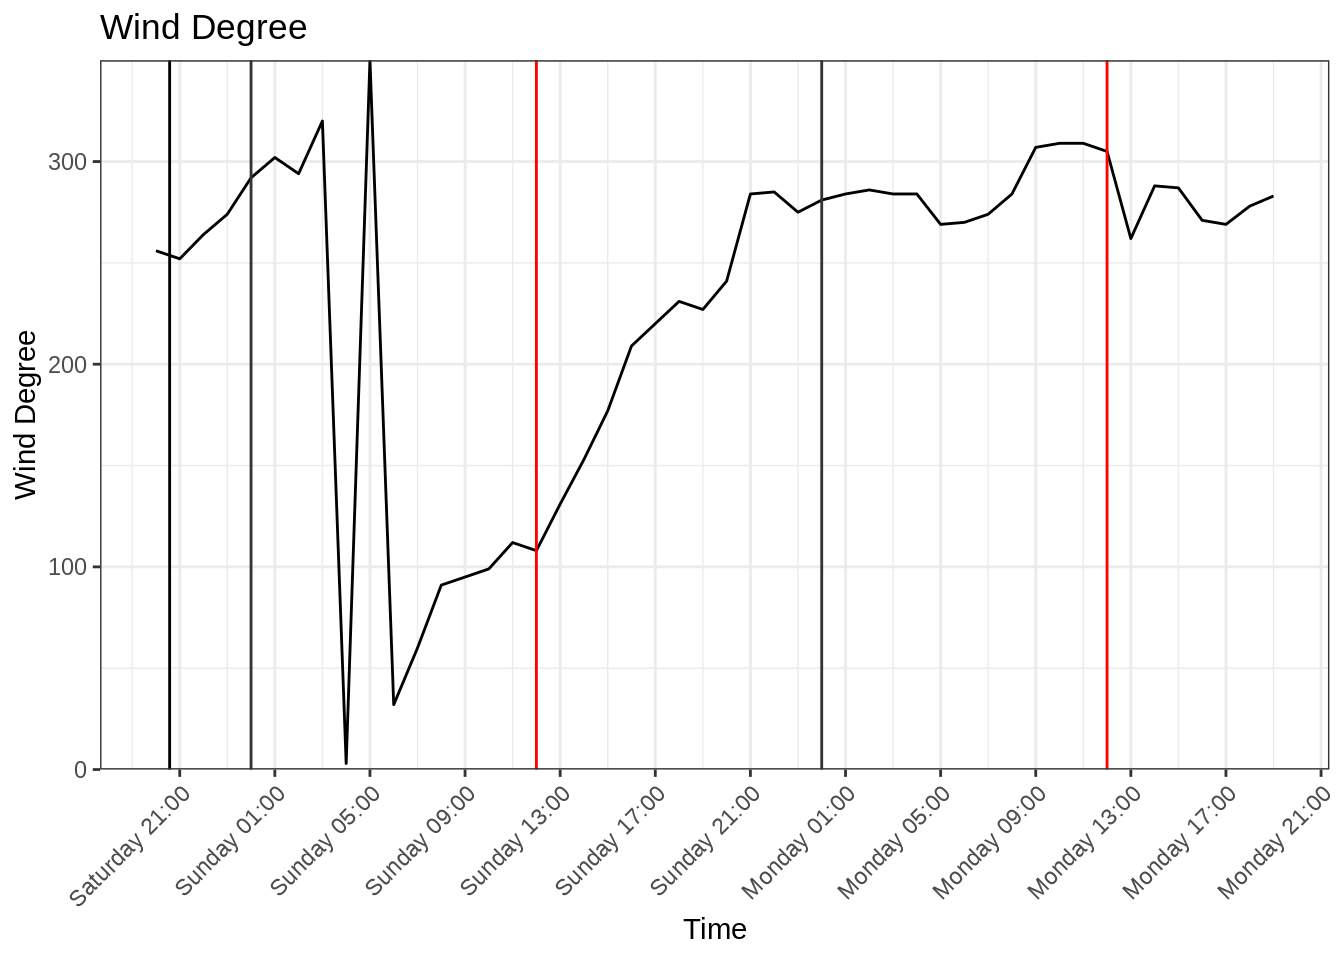 Wind Degree
Wind Degree
300
200
100
0
Saturday 21:00
Sunday 01:00
Sunday 05:00
Sunday 09:00
Sunday 13:00
Sunday 17:00
Sunday 21:00
Monday 01:00
Monday 05:00
Monday 09:00
Monday 13:00
Monday 17:00
Monday 21:00
Time